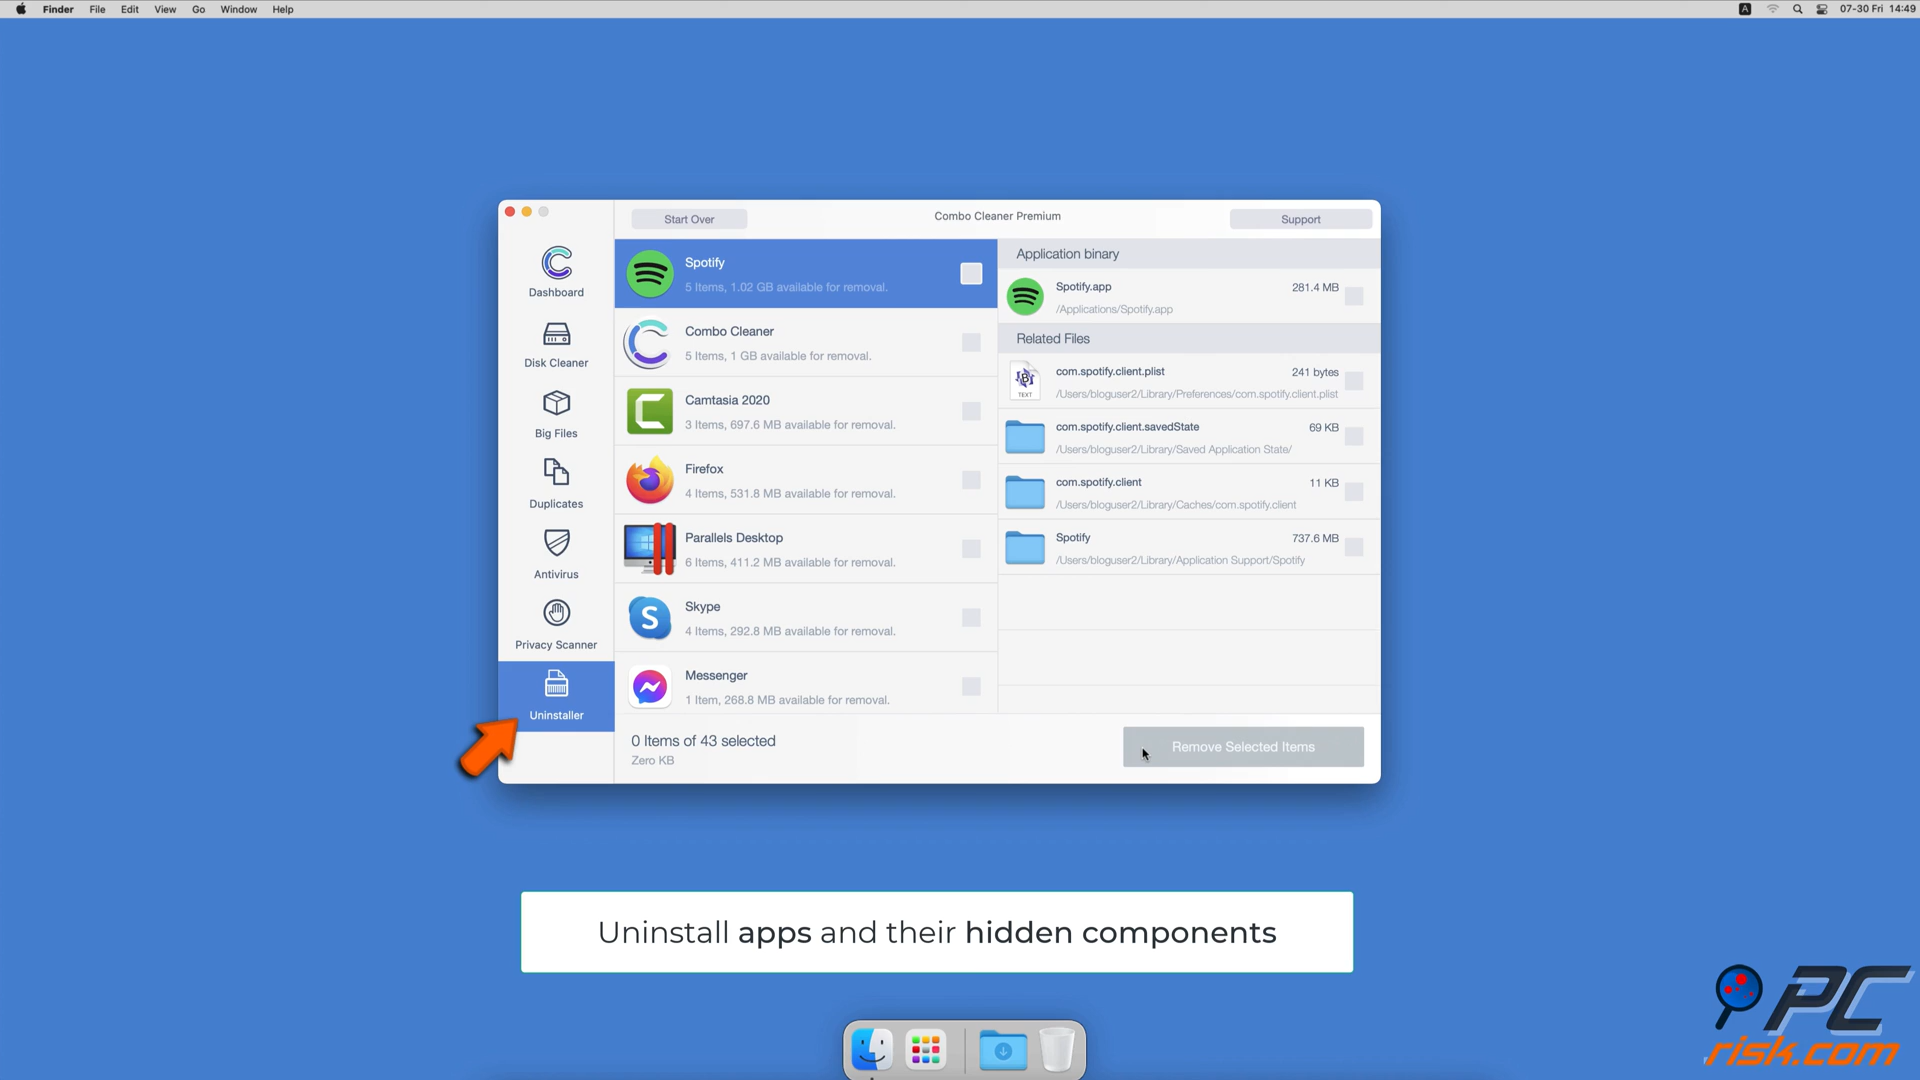 Finder File Edit View Go Window Help
A 07-30 Fri 14:49
Start Over
Combo Cleaner Premium
Support
Dashboard
Disk Cleaner
Big Files
Duplicates
Antivirus
Privacy Scanner
Uninstaller
Spotify
5 Items, 1.02 GB available for removal.
Combo Cleaner
5 Items, 1 GB available for removal.
Camtasia 2020
3 Items, 697.6 MB available for removal.
Firefox
4 Items, 531.8 MB available for removal.
Parallels Desktop
6 Items, 411.2 MB available for removal.
Skype
4 Items, 292.8 MB available for removal.
Messenger
1 Item, 268.8 MB available for removal.
Application binary
Spotify.app 281.4 MB
/Applications/Spotify.app
Related Files
com.spotify.client.plist 241 bytes
/Users/bloguser2/Library/Preferences/com.spotify.client.plist
TEXT
com.spotify.client.savedState 69 KB
/Users/bloguser2/Library/Saved Application State/
com.spotify.client 11 KB
/Users/bloguser2/Library/Caches/com.spotify.client
Spotify 737.6 MB
/Users/bloguser2/Library/Application Support/Spotify
0 Items of 43 selected
Zero KB
Remove Selected Items
Uninstall apps and their hidden components
PC
risk.com